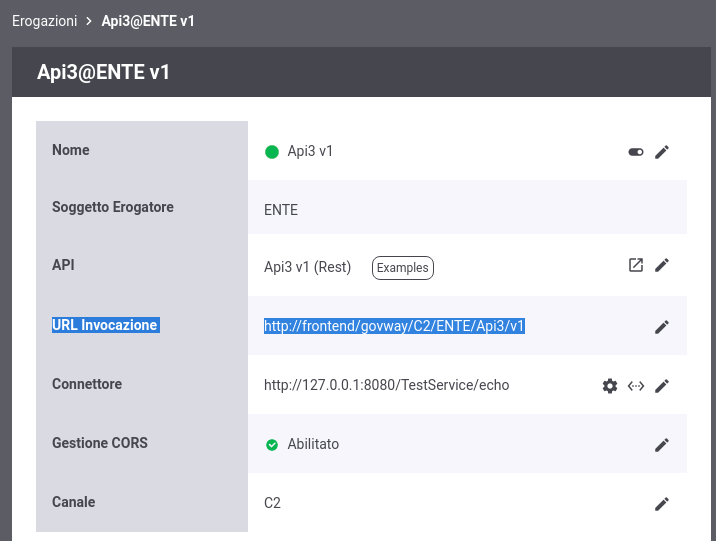 Erogazioni > Api3@ENTE v1
Api3@ENTE v1
Nome Api3 v1
Soggetto Erogatore ENTE
API Api3 v1 (Rest) Examples
URL Invocazione http://frontend/govway/C2/ENTE/Api3/v1
Connettore http://127.0.0.1:8080/TestService/echo
Gestione CORS Abilitato
Canale C2